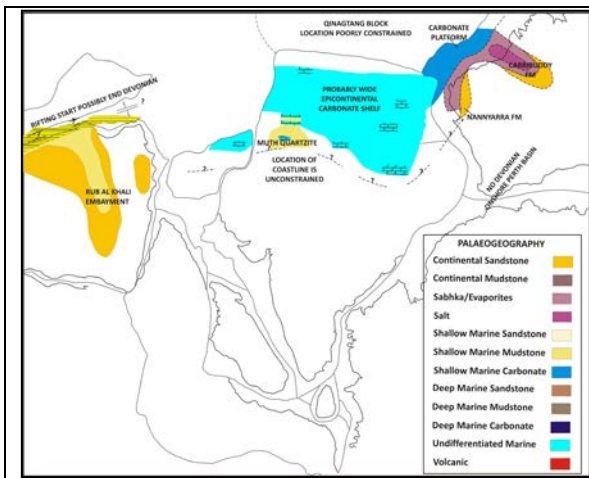 QINAGTANG BLOCK
LOCATION POORLY CONSTRAINED
CARBONATE
PLATEFORM
CARRIBUDDY
FM
RIFTING START POSSIBLY END DEVONIAN
?
PROBABLY WIDE
EPICONTINENTAL
CARBONATE SHELF
NANNYARRA FM
?
MUTH QUARTZITE
?
?
LOCATION OF
COASTLINE IS
UNCONSTRAINED
?
?
?
RUB AL KHALI
EMBAYMENT
NO DEVONIAN
ONSHORE PERTH BASIN
PALAEOGEOGRAPHY
Continental Sandstone
Continental Mudstone
Sabhka/Evaporites
Salt
Shallow Marine Sandstone
Shallow Marine Mudstone
Shallow Marine Carbonate
Deep Marine Sandstone
Deep Marine Mudstone
Deep Marine Carbonate
Undifferentiated Marine
Volcanic